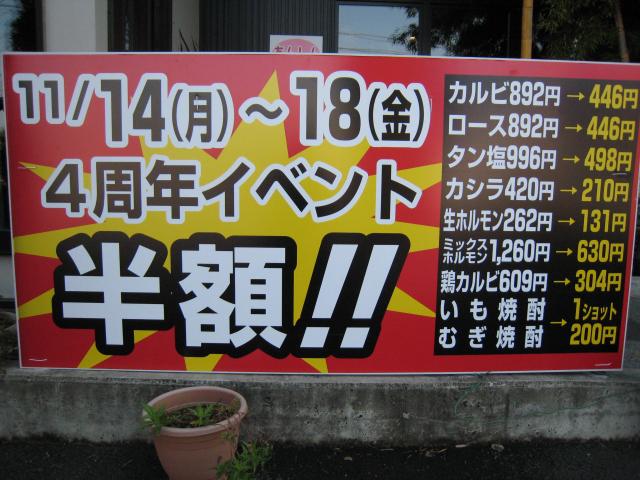 11/14(月)～18(金)
4周年イベント
半額!!
カルビ892円→446円
ロース892円→446円
タン塩996円→498円
カシラ420円→210円
生ホルモン262円→131円
ミックスホルモン1,260円→630円
鶏カルビ609円→304円
いも焼酎
むぎ焼酎
→1ショット200円